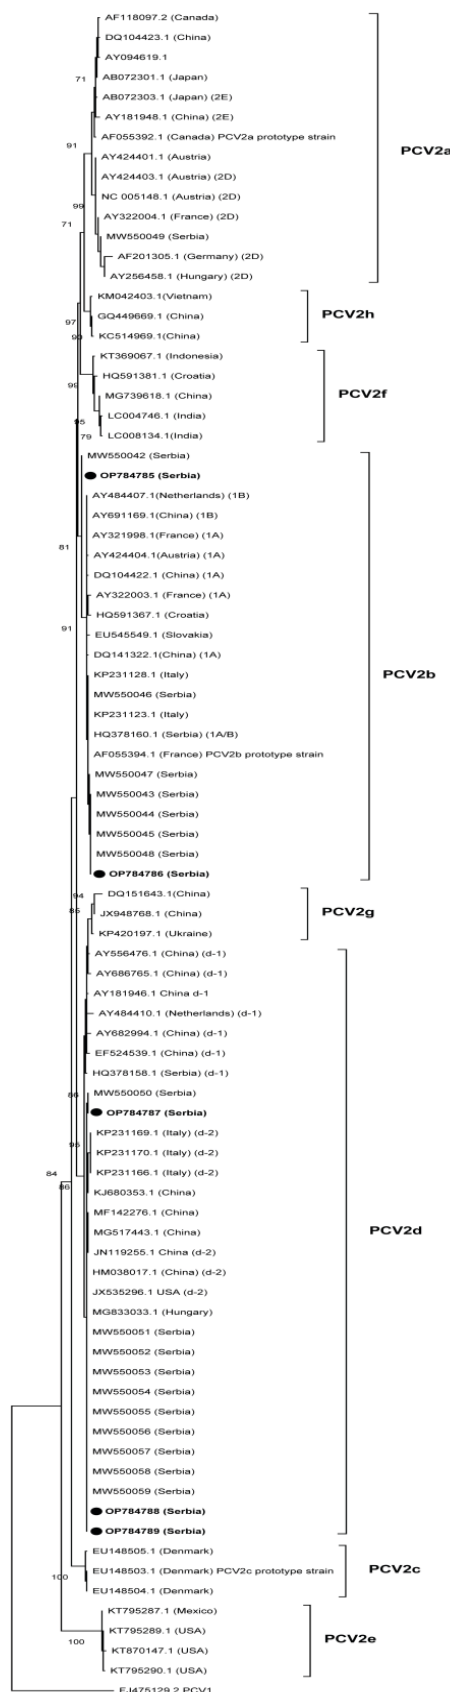 AF118097.2 (Canada)
DQ104423.1 (China)
AY094619.1
71
AB072301.1 (Japan)
AB072303.1 (Japan) (2E)
AY181948.1 (China) (2E)
AF055392.1 (Canada) PCV2a prototype strain
91
PCV2a
AY424401.1 (Austria)
AY424403.1 (Austria) (2D)
NC 005148.1 (Austria) (2D)
99
AY322004.1 (France) (2D)
71
MW550049 (Serbia)
AF201305.1 (Germany) (2D)
AY256458.1 (Hungary) (2D)
KM042403.1(Vietnam)
GQ449669.1 (China)
PCV2h
97
KC514969.1(China)
99
KT369067.1 (Indonesia)
HQ591381.1 (Croatia)
99
MG739618.1 (China)
PCV2f
LC004746.1 (India)
95
LC008134.1(India)
79
MW550042 (Serbia)
OP784785 (Serbia)
AY484407.1(Netherlands) (1B)
AY691169.1(China) (1B)
AY321998.1(France) (1A)
81
AY424404.1(Austria) (1A)
DQ104422.1 (China) (1A)
AY322003.1 (France) (1A)
HQ591367.1 (Croatia)
91
EU545549.1 (Slovakia)
DQ141322.1(China) (1A)
KP231128.1 (Italy)
PCV2b
MW550046 (Serbia)
KP231123.1 (Italy)
HQ378160.1 (Serbia) (1A/B)
AF055394.1 (France) PCV2b prototype strain
MW550047 (Serbia)
MW550043 (Serbia)
MW550044 (Serbia)
MW550045 (Serbia)
MW550048 (Serbia)
OP784786 (Serbia)
94
DQ151643.1(China)
85
JX948768.1 (China)
PCV2g
KP420197.1 (Ukraine)
AY556476.1 (China) (d-1)
AY686765.1 (China) (d-1)
AY181946.1 China d-1
AY484410.1 (Netherlands) (d-1)
AY682994.1 (China) (d-1)
EF524539.1 (China) (d-1)
HQ378158.1 (Serbia) (d-1)
86
MW550050 (Serbia)
OP784787 (Serbia)
KP231169.1 (Italy) (d-2)
95
KP231170.1 (Italy) (d-2)
84
KP231166.1 (Italy) (d-2)
86
KJ680353.1 (China)
MF142276.1 (China)
MG517443.1 (China)
PCV2d
JN119255.1 China (d-2)
HM038017.1 (China) (d-2)
JX535296.1 USA (d-2)
MG833033.1 (Hungary)
MW550051 (Serbia)
MW550052 (Serbia)
MW550053 (Serbia)
MW550054 (Serbia)
MW550055 (Serbia)
MW550056 (Serbia)
MW550057 (Serbia)
MW550058 (Serbia)
MW550059 (Serbia)
OP784788 (Serbia)
OP784789 (Serbia)
EU148505.1 (Denmark)
EU148503.1 (Denmark) PCV2c prototype strain
PCV2c
100
EU148504.1 (Denmark)
KT795287.1 (Mexico)
KT795289.1 (USA)
100
PCV2e
KT870147.1 (USA)
KT795290.1 (USA)
EJ475129.2 PCV1